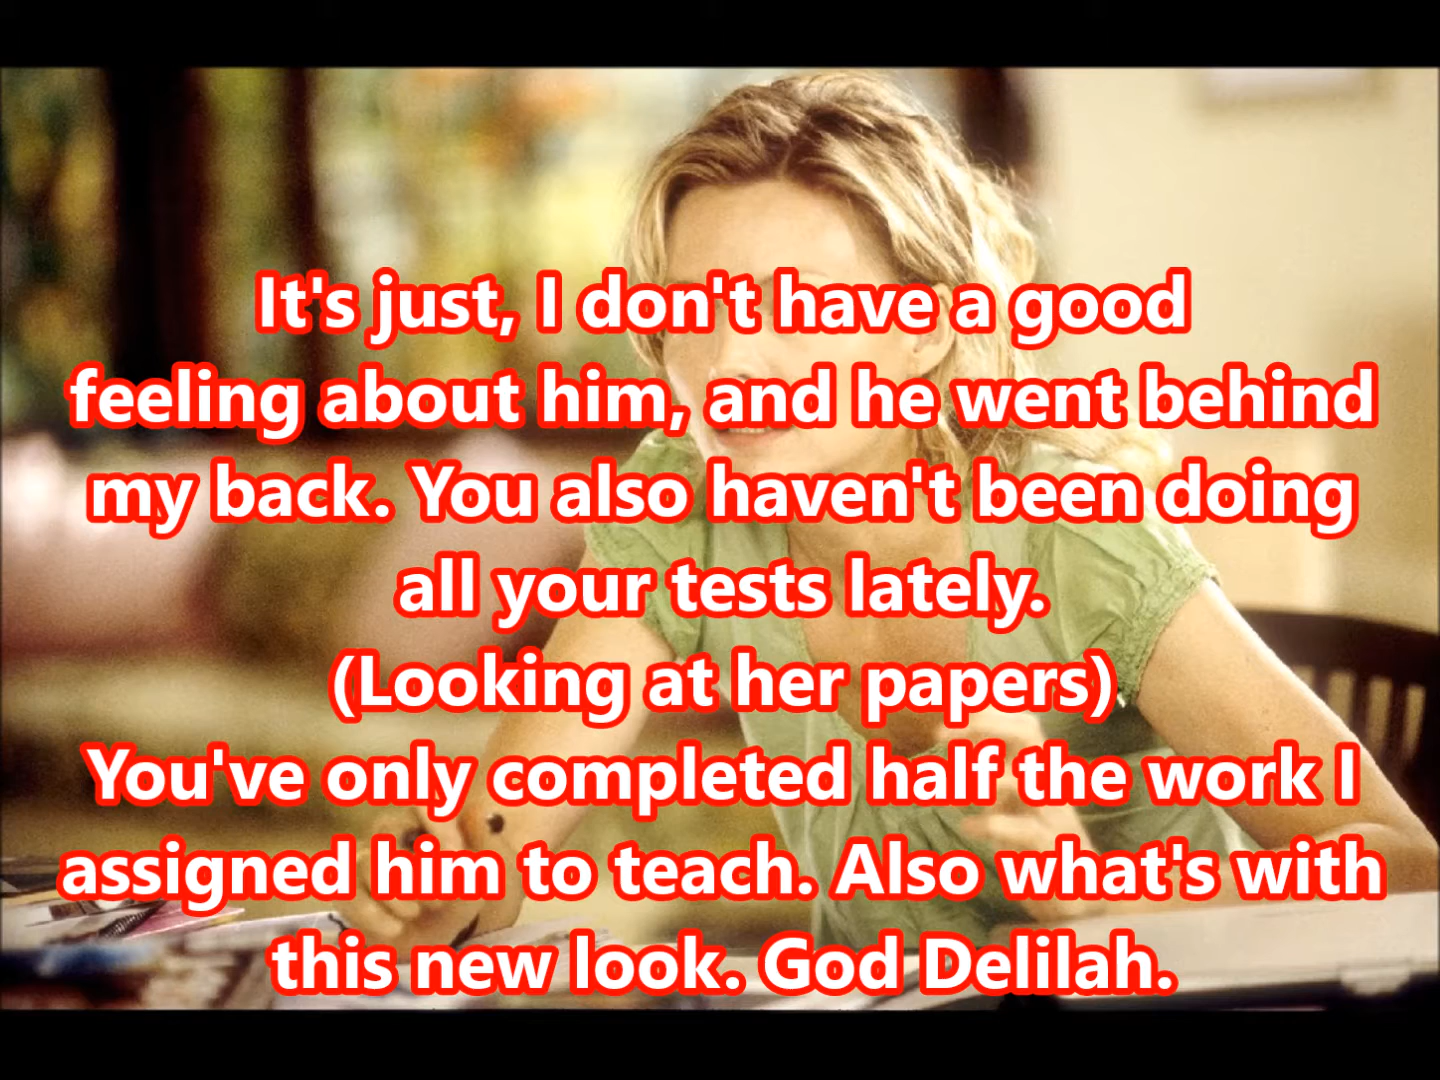 It's just, I don't have a good
feeling about him, and he went behind
my back. You also haven't been doing
all your tests lately.
(Looking at her papers)
You've only completed half the work I
assigned him to teach. Also what's with
this new look. God Delilah.